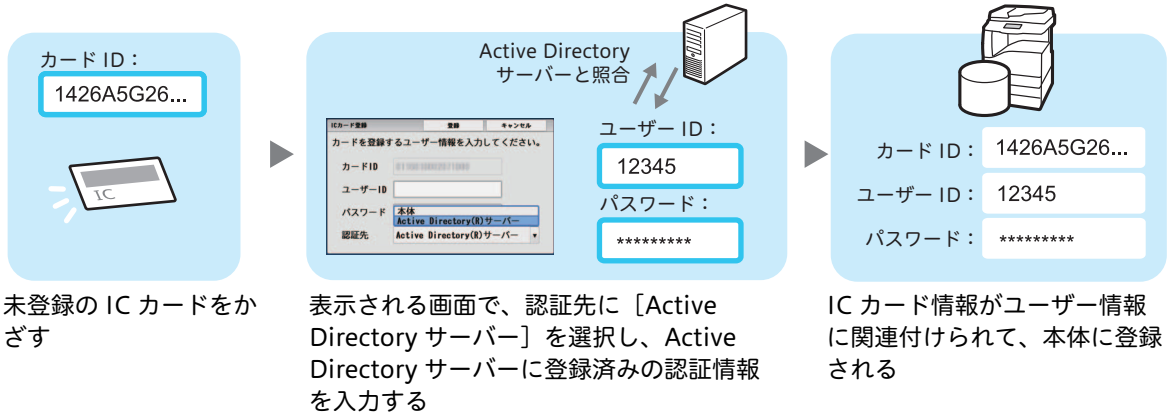 カード ID：
1426A5G26...
IC
Active Directory
サーバーと照合
ICカード登録 登録 キャンセル
カードを登録するユーザー情報を入力してください。
カードID
ユーザーID
パスワード 本体
Active Directory(R)サーバー
認証先 Active Directory(R)サーバー
ユーザー ID：
12345
パスワード：
*********
カード ID： 1426A5G26...
ユーザー ID： 12345
パスワード： *********
未登録の IC カードをか
ざす
表示される画面で、認証先に［Active
Directory サーバー］を選択し、Active
Directory サーバーに登録済みの認証情報
を入力する
IC カード情報がユーザー情報
に関連付けられて、本体に登録
される